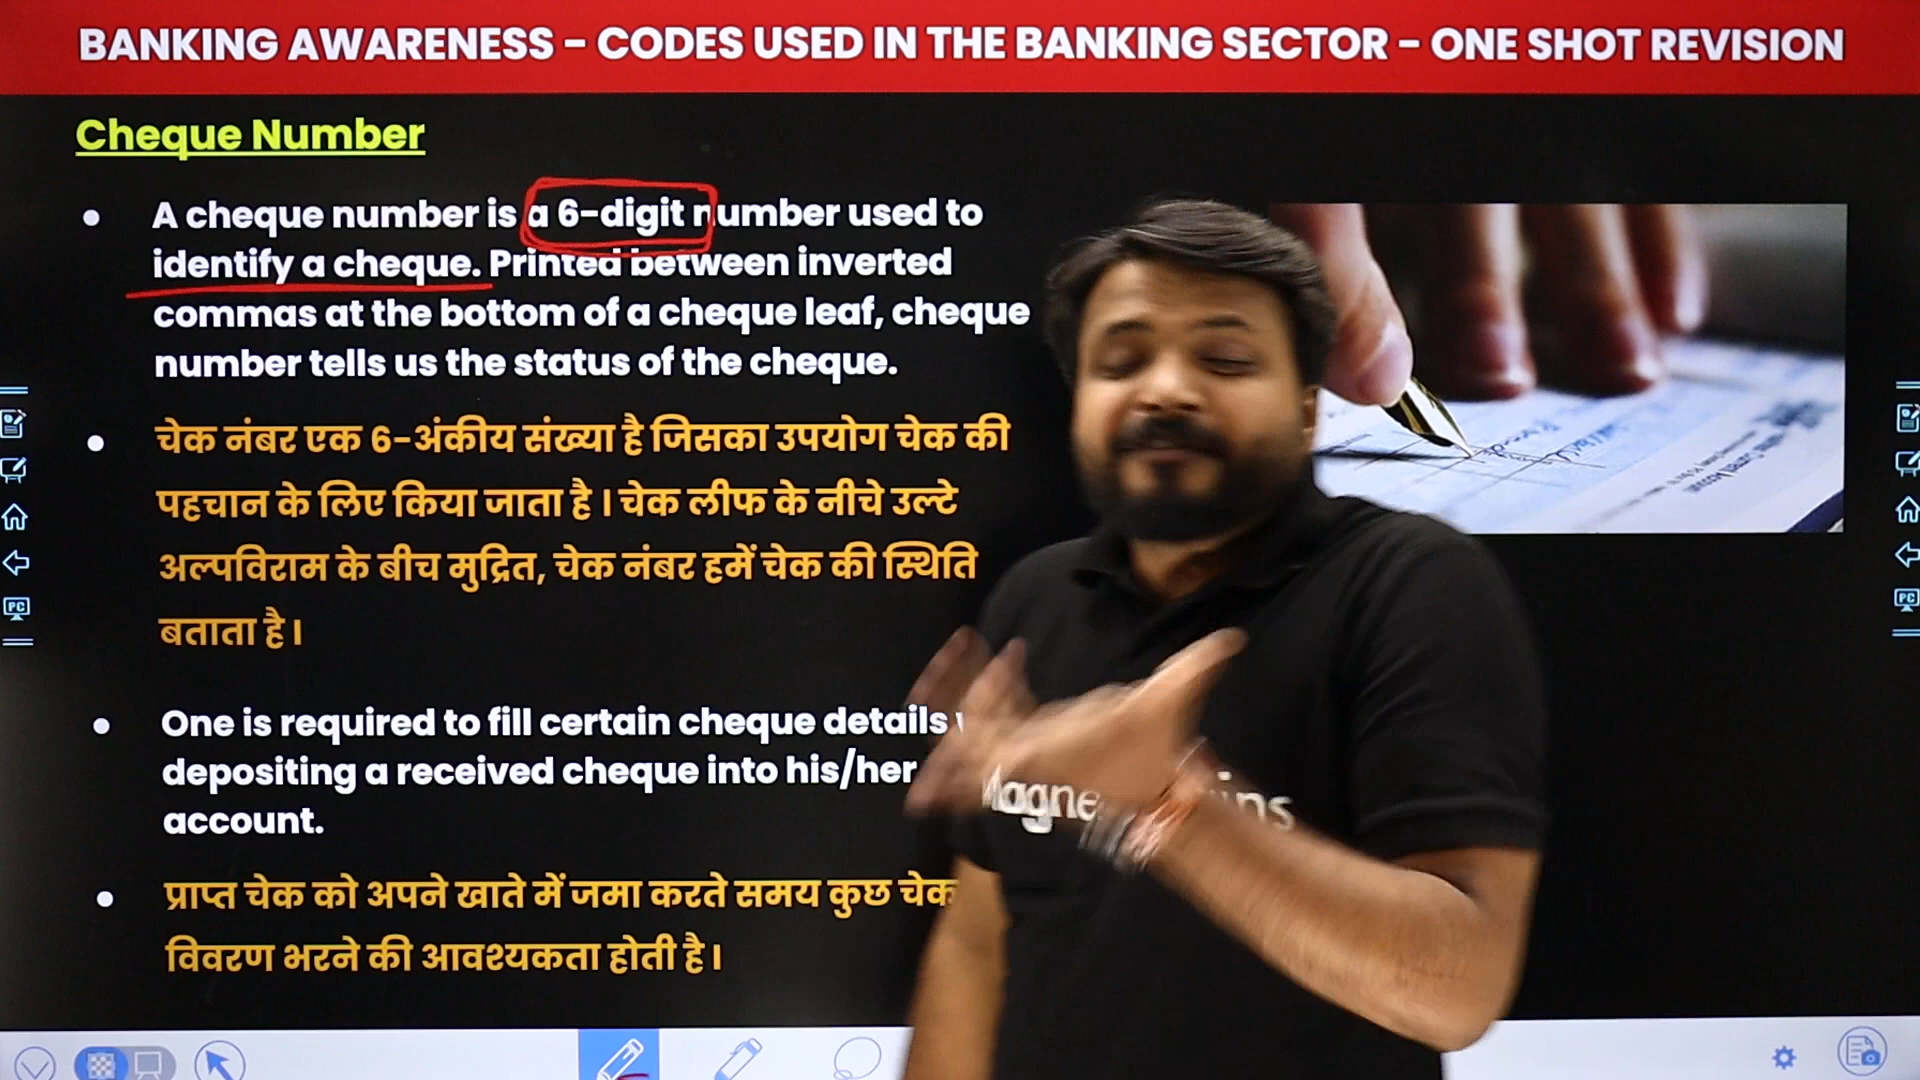 BANKING AWARENESS - CODES USED IN THE BANKING SECTOR - ONE SHOT REVISION
Cheque Number
A cheque number is a 6-digit number used to
identify a cheque. Printed between inverted
commas at the bottom of a cheque leaf, cheque
number tells us the status of the cheque.
चेक नंबर एक 6-अंकीय संख्या है जिसका उपयोग चेक की
पहचान के लिए किया जाता है। चेक लीफ के नीचे उल्टे
अल्पविराम के बीच मुद्रित, चेक नंबर हमें चेक की स्थिति
बताता है।
One is required to fill certain cheque details
depositing a received cheque into his/her
account.
प्राप्त चेक को अपने खाते में जमा करते समय कुछ चेक
विवरण भरने की आवश्यकता होती है।
PC
PC